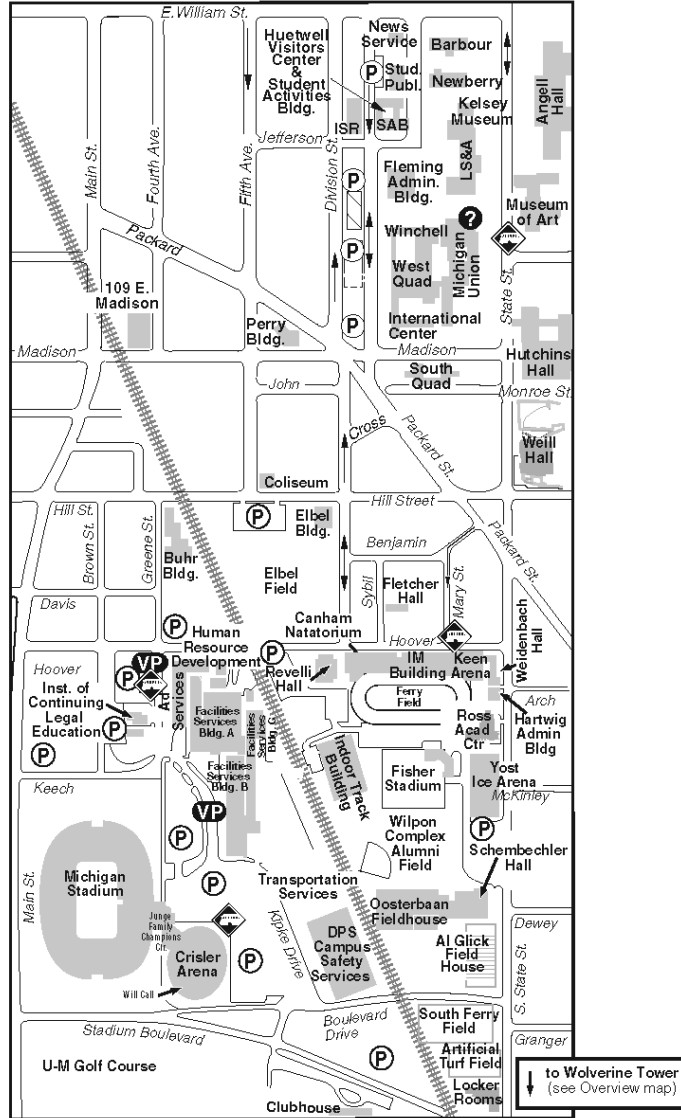 E. William St.
News
Service
Huetwell
Visitors
Center
&
Student
Activities
Bldg.
P
Stud.
Publ.
Barbour
Newberry
Kelsey
Museum
Angell
Hall
ISR
SAB
Jefferson
LS&A
Main St.
Fourth Ave.
Fifth Ave.
Division St.
P
Fleming
Admin.
Bldg.
?
Museum
of Art
Packard
Winchell
P
West
Quad
Michigan
Union
State St.
109 E.
Madison
Perry
Bldg.
P
International
Center
Madison
Madison
Hutchins
Hall
South
Quad
John
Monroe St.
Cross
Packard St.
Weill
Hall
Coliseum
Hill St.
Hill Street
Brown St.
Greene St.
P
Elbel
Bldg.
Benjamin
Packard St.
Buhr
Bldg.
Elbel
Field
Sybil
Fletcher
Hall
Mary St.
Davis
P
Human
Resource
Development
Canham
Natatorium
Hoover
Weidenbach
Hall
Hoover
P
VP
P
Revelli
Hall
IM
Building
Keen
Arena
Inst. of
Continuing
Legal
Education
P
Ad
Services
Facilities
Services
Bldg. A
Facilities
Services
Bldg. C
Ferry
Field
Arch
Ross
Acad
Ctr
Hartwig
Admin
Bldg
P
Facilities
Services
Bldg. B
Indoor Track
Building
Fisher
Stadium
Yost
Ice Arena
McKinley
Keech
VP
P
Wilpon
Complex
Alumni
Field
P
Schembechler
Hall
Main St.
Michigan
Stadium
P
Transportation
Services
Oosterbaan
Fieldhouse
Junge
Family
Champions
Ctr.
Kipke Drive
Dewey
Crisler
Arena
P
DPS
Campus
Safety
Services
Al Glick
Field
House
Will Call
S. State St.
Stadium Boulevard
Boulevard
Drive
South Ferry
Field
Granger
U-M Golf Course
P
Artificial
Turf Field
Locker
Rooms
Clubhouse
to Wolverine Tower
(see Overview map)